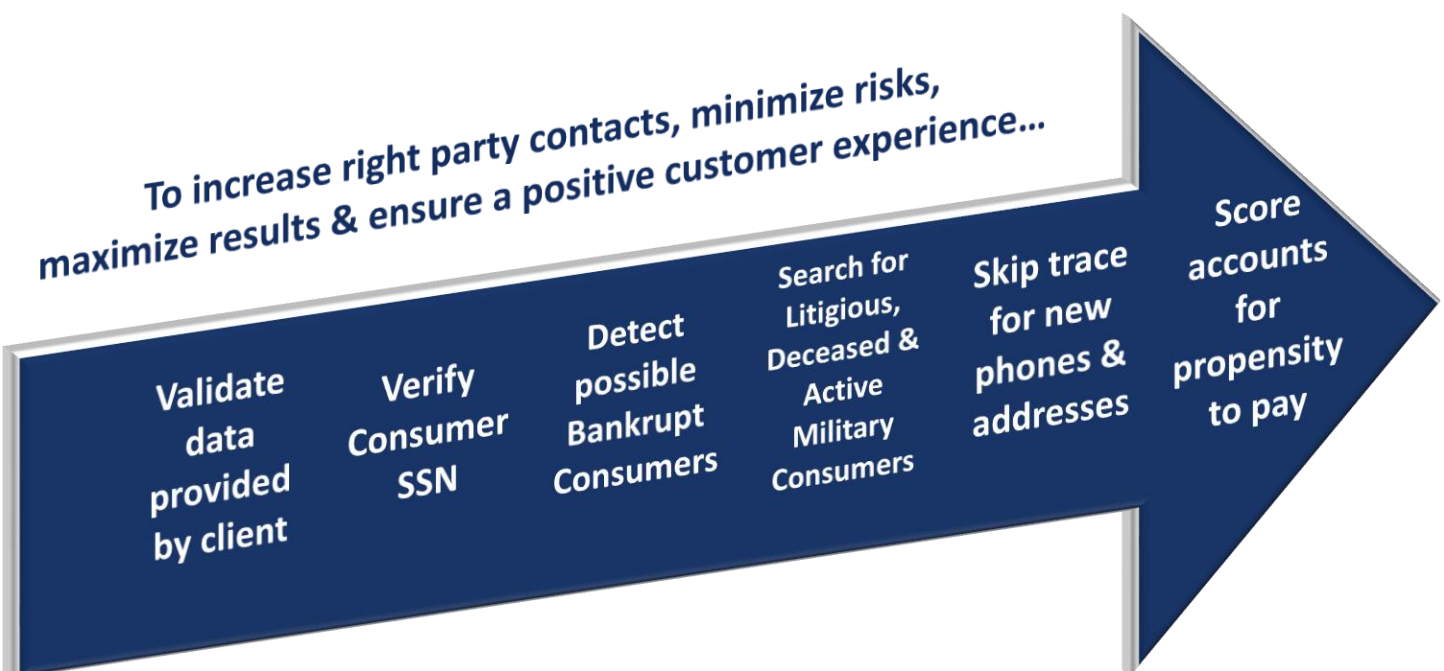 To increase right party contacts, minimize risks,
maximize results & ensure a positive customer experience...
Validate
data
provided
by client
Verify
Consumer
SSN
Detect
possible
Bankrupt
Consumers
Search for
Litigious,
Deceased &
Active
Military
Consumers
Skip trace
for new
phones &
addresses
Score
accounts
for
propensity
to pay